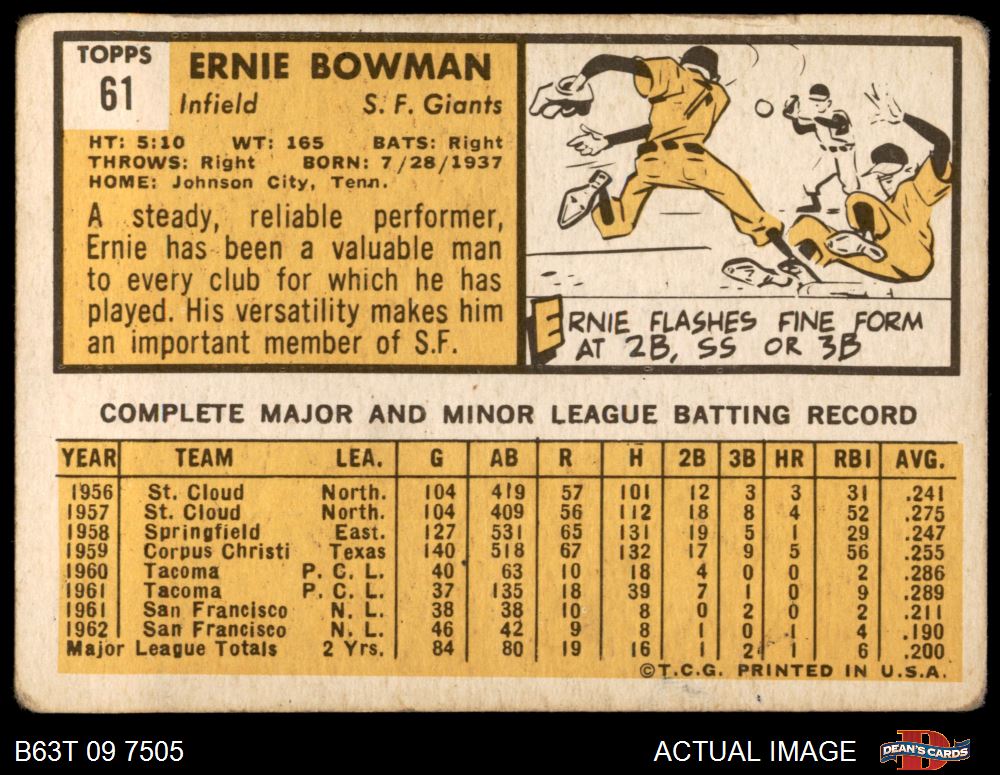 TOPPS
61
ERNIE BOWMAN
Infield S. F. Giants
HT: 5:10 WT: 165 BATS: Right
THROWS: Right BORN: 7/28/1937
HOME: Johnson City, Tenn.
A steady, reliable performer,
Ernie has been a valuable man
to every club for which he has
played. His versatility makes him
an important member of S.F.
ERNIE FLASHES FINE FORM
AT 2B, SS OR 3B
COMPLETE MAJOR AND MINOR LEAGUE BATTING RECORD
YEAR TEAM LEA. G AB R H 2B 3B HR RBI AVG.
1956 St. Cloud North. 104 419 57 101 12 3 3 31 .241
1957 St. Cloud North. 104 409 56 112 18 8 4 52 .275
1958 Springfield East. 127 531 65 131 19 5 1 29 .247
1959 Corpus Christi Texas 140 518 67 132 17 9 5 56 .255
1960 Tacoma P. C. L. 40 63 10 18 4 0 0 2 .286
1961 Tacoma P. C. L. 37 135 18 39 7 1 0 9 .289
1961 San Francisco N. L. 38 38 10 8 0 2 0 2 .211
1962 San Francisco N. L. 46 42 9 8 1 0 1 4 .190
Major League Totals 2 Yrs. 84 80 19 16 1 2 1 6 .200
©T.C.G. PRINTED IN U.S.A.
B63T 09 7505 ACTUAL IMAGE
D
DEAN'S CARDS